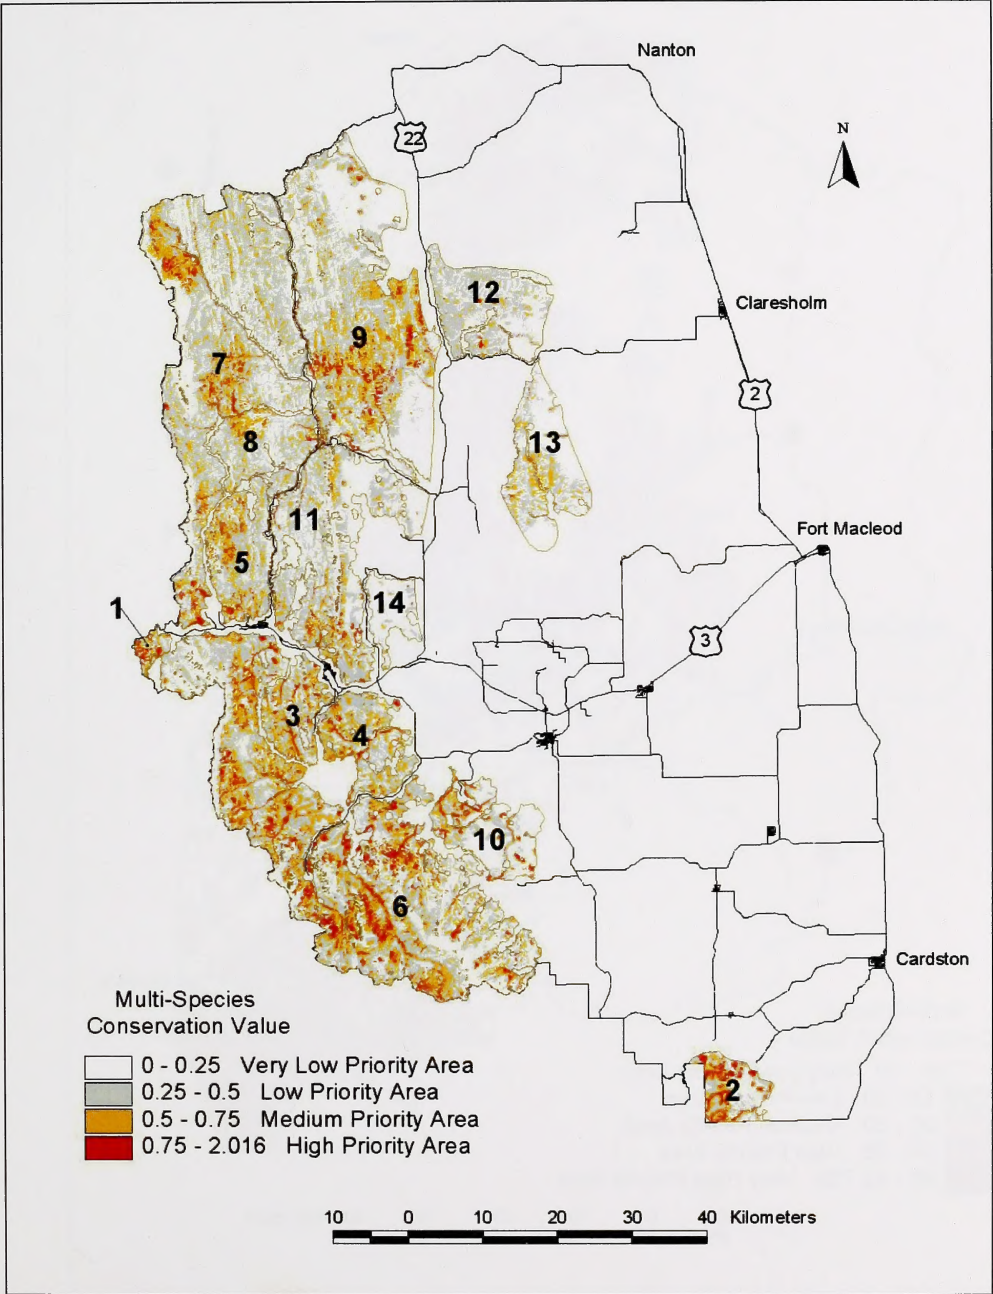 Nanton
22
N
12
Claresholm
9
7
2
8
13
11
Fort Macleod
5
14
1
3
3
4
10
6
Cardston
Multi-Species
Conservation Value
0 - 0.25 Very Low Priority Area
0.25 - 0.5 Low Priority Area
0.5 - 0.75 Medium Priority Area
0.75 - 2.016 High Priority Area
2
10 0 10 20 30 40 Kilometers